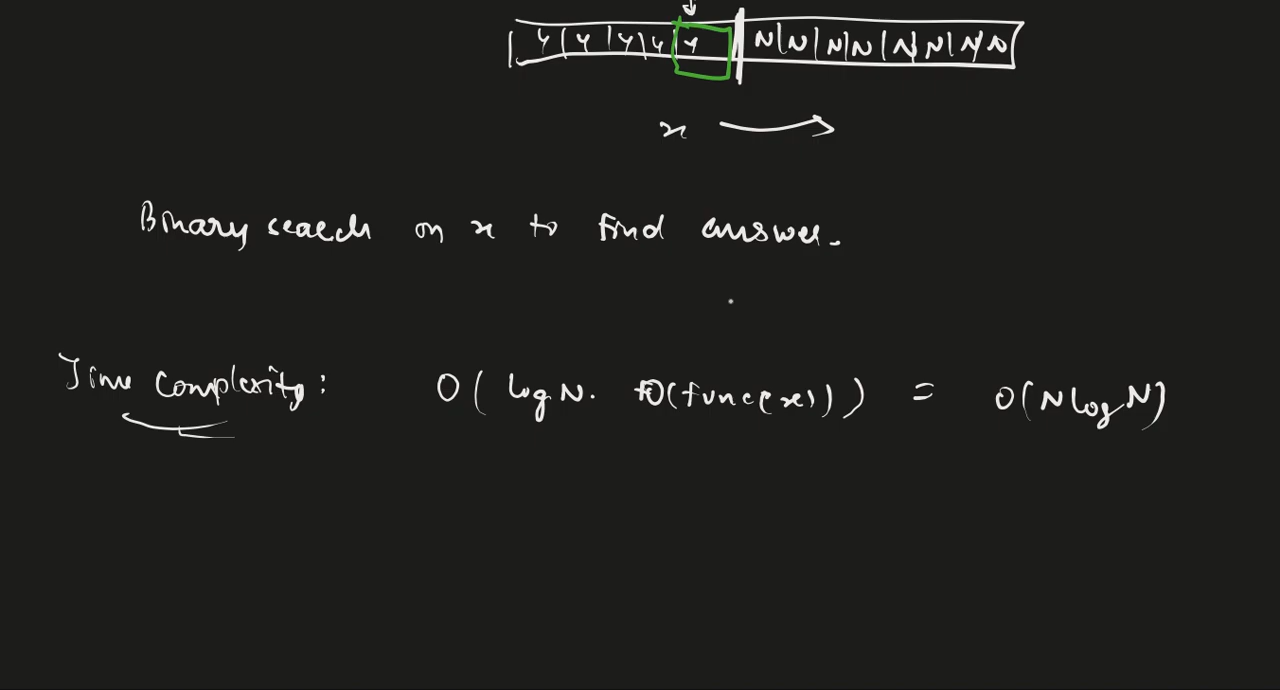 Y | Y | Y | Y | Y | N | N | N | N | N | N | N | N
x
Binary search on x to find answer.
Time complexity: O( log N. O(func(x)) ) = O(N log N)